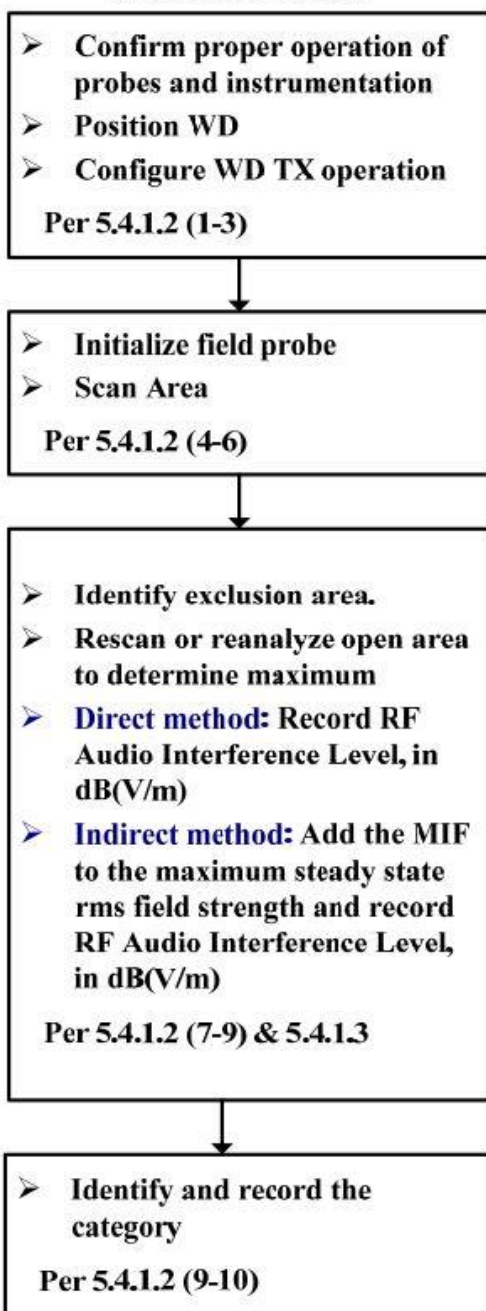 ➢ Confirm proper operation of
probes and instrumentation
➢ Position WD
➢ Configure WD TX operation
Per 5.4.1.2 (1-3)
➢ Initialize field probe
➢ Scan Area
Per 5.4.1.2 (4-6)
➢ Identify exclusion area.
➢ Rescan or reanalyze open area
to determine maximum
➢ Direct method: Record RF
Audio Interference Level, in
dB(V/m)
➢ Indirect method: Add the MIF
to the maximum steady state
rms field strength and record
RF Audio Interference Level,
in dB(V/m)
Per 5.4.1.2 (7-9) & 5.4.1.3
➢ Identify and record the
category
Per 5.4.1.2 (9-10)